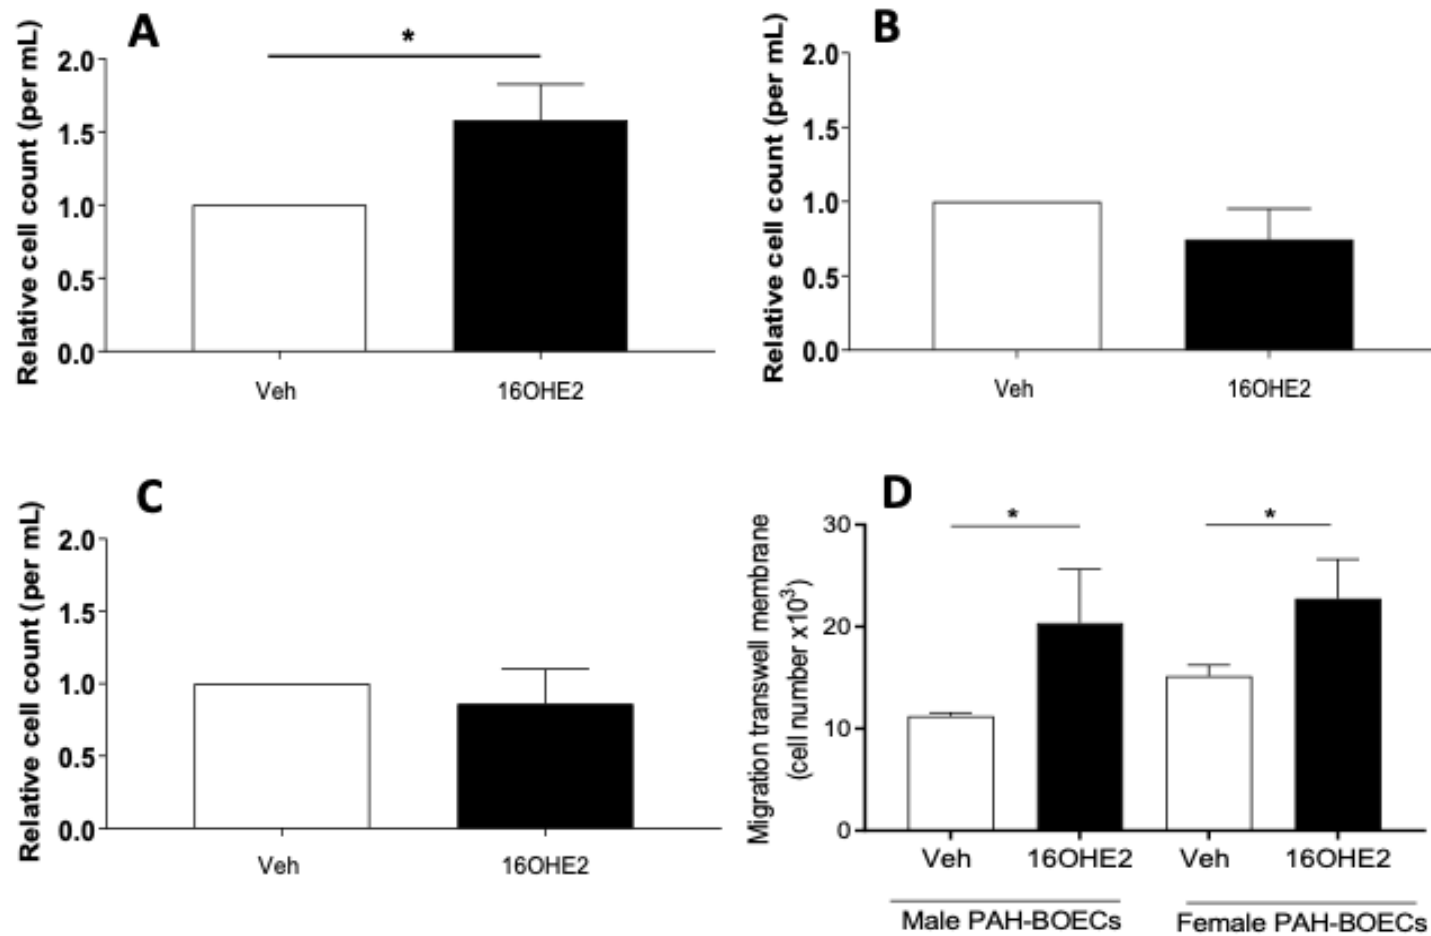 A
*
Relative cell count (per mL)
2.0
1.5
1.0
0.5
0.0
Veh 16OHE2
B
Relative cell count (per mL)
2.0
1.5
1.0
0.5
0.0
Veh 16OHE2
C
Relative cell count (per mL)
2.0
1.5
1.0
0.5
0.0
Veh 16OHE2
D
* *
Migration transwell membrane
(cell number x10³)
30
20
10
0
Veh 16OHE2 Veh 16OHE2
Male PAH-BOECs Female PAH-BOECs